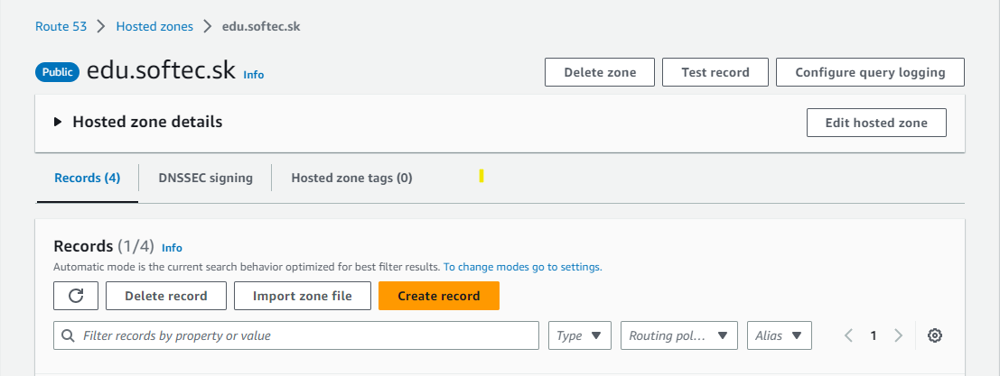 Route 53 > Hosted zones > edu.softec.sk
Public edu.softec.sk Info Delete zone Test record Configure query logging
Hosted zone details Edit hosted zone
Records (4) DNSSEC signing Hosted zone tags (0)
Records (1/4) Info
Automatic mode is the current search behavior optimized for best filter results. To change modes go to settings.
Delete record Import zone file Create record
Filter records by property or value Type Routing pol... Alias 1